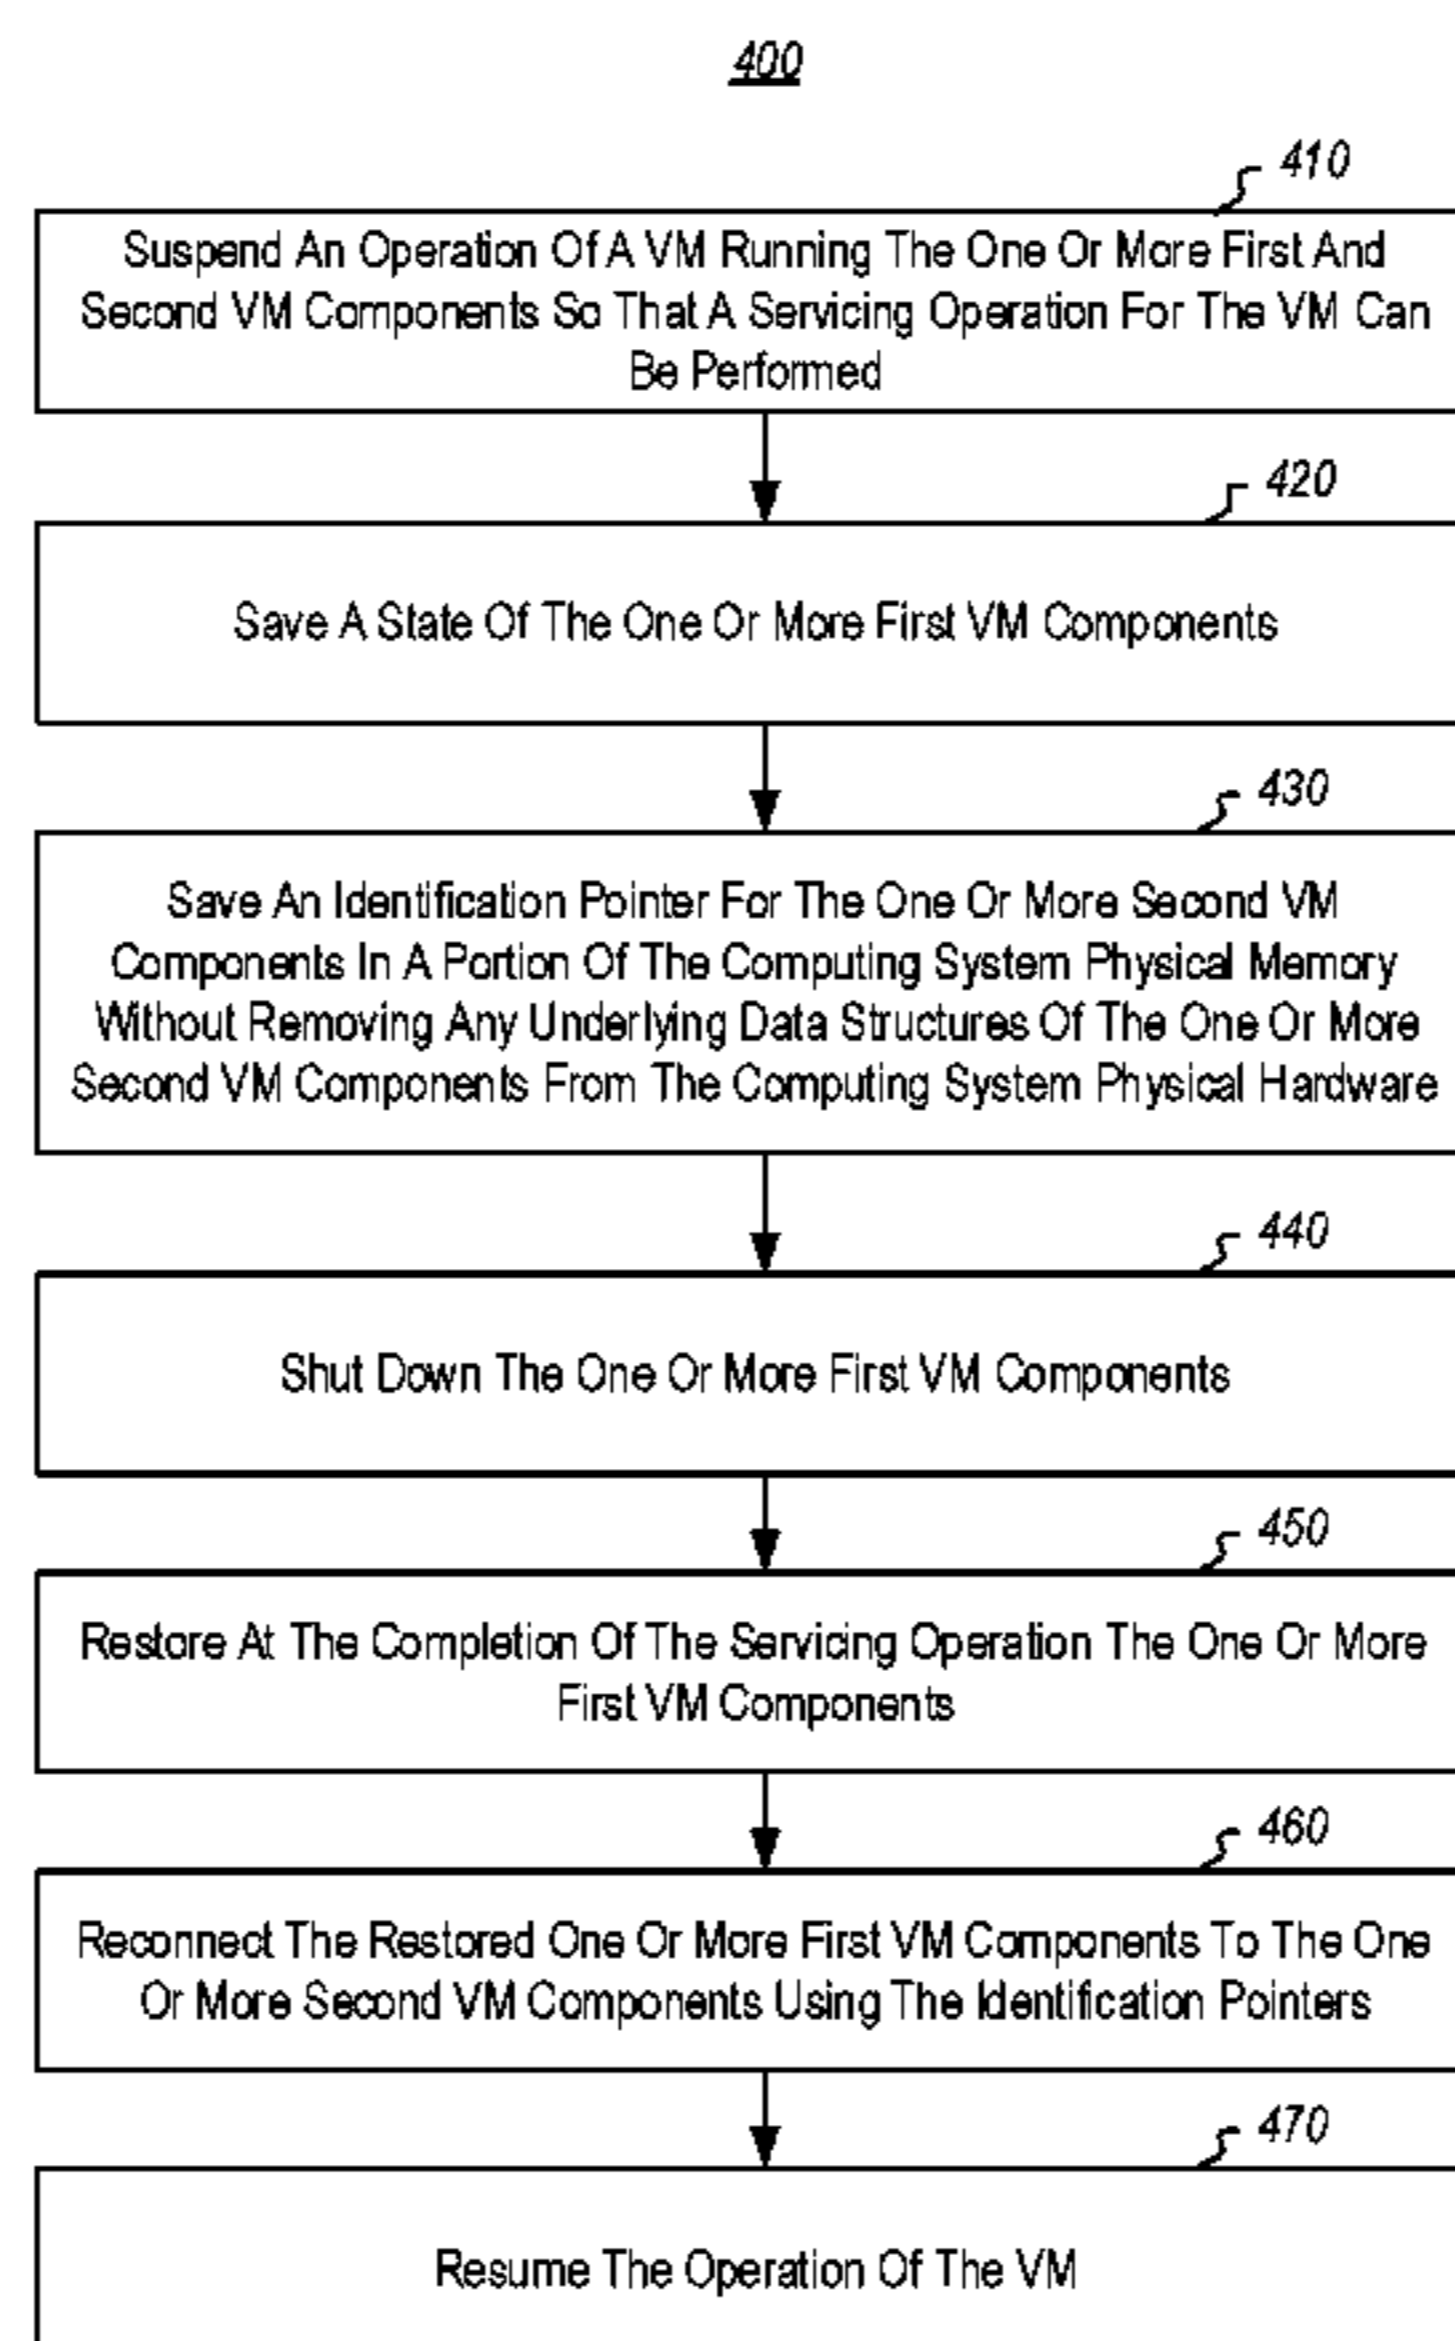 400
410
Suspend An Operation Of A VM Running The One Or More First And
Second VM Components So That A Servicing Operation For The VM Can
Be Performed
420
Save A State Of The One Or More First VM Components
430
Save An Identification Pointer For The One Or More Second VM
Components In A Portion Of The Computing System Physical Memory
Without Removing Any Underlying Data Structures Of The One Or More
Second VM Components From The Computing System Physical Hardware
440
Shut Down The One Or More First VM Components
450
Restore At The Completion Of The Servicing Operation The One Or More
First VM Components
460
Reconnect The Restored One Or More First VM Components To The One
Or More Second VM Components Using The Identification Pointers
470
Resume The Operation Of The VM